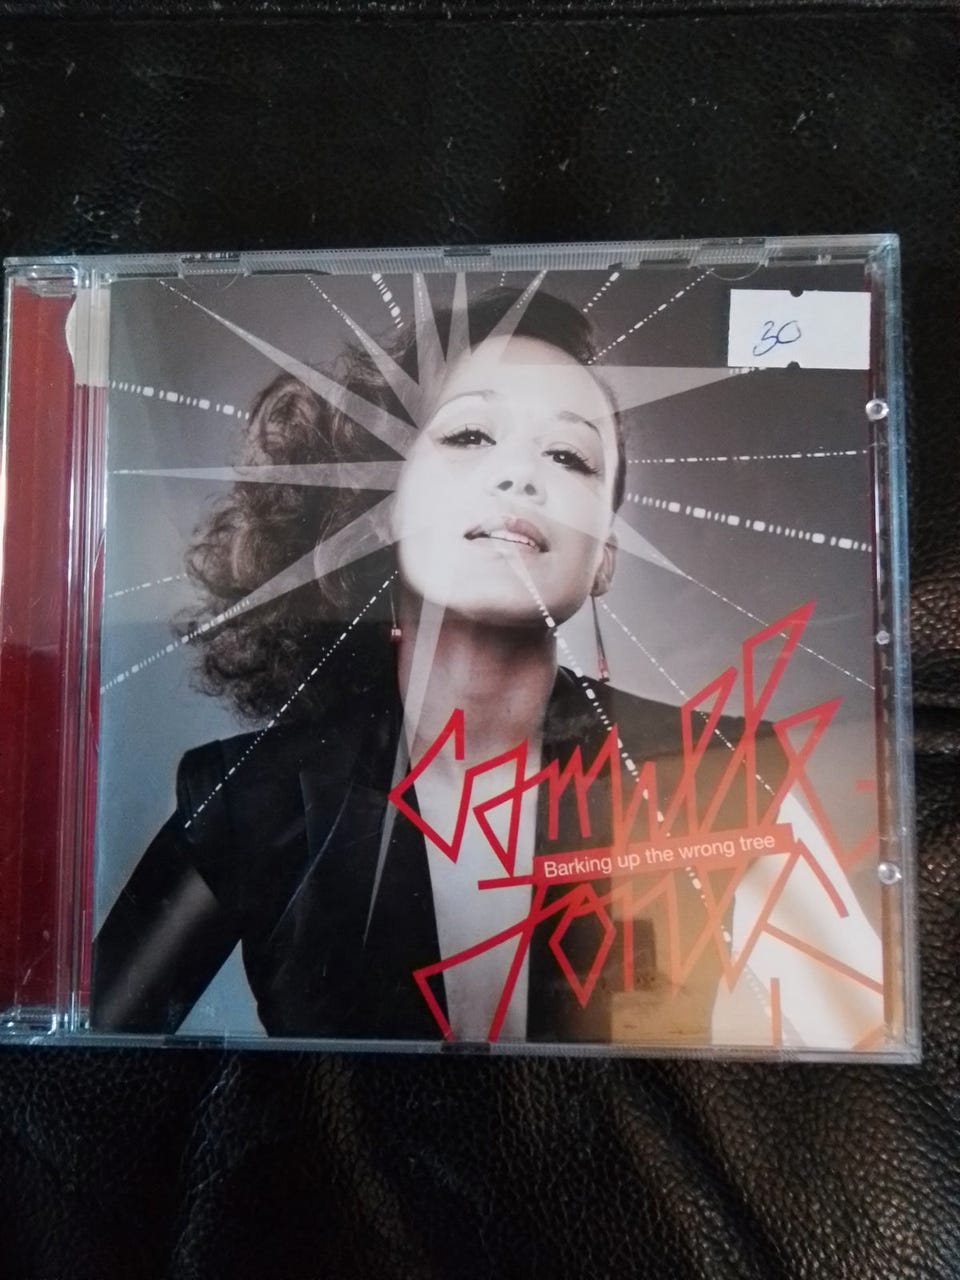 30
Camille
Barking up the wrong tree
Jones